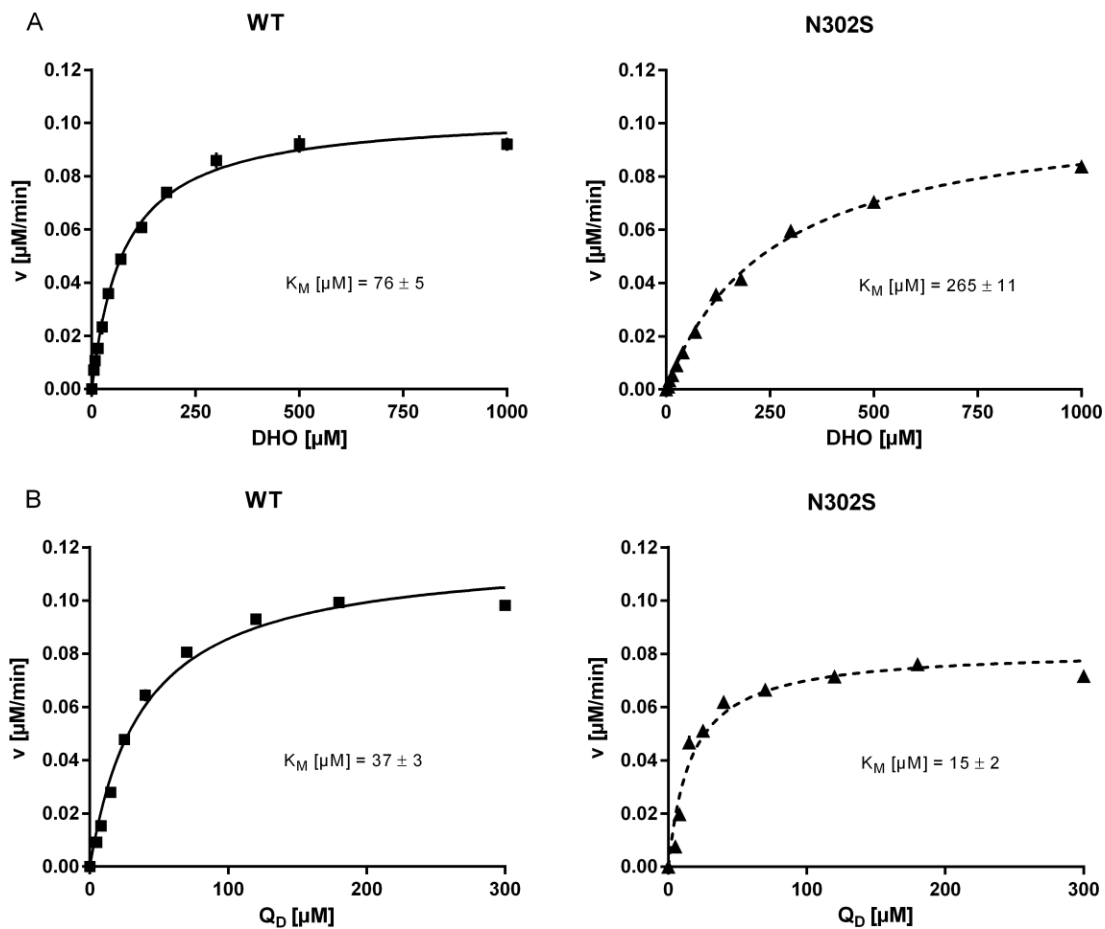 A
WT
N302S
v [µM/min]
0.12
0.10
0.08
0.06
0.04
0.02
0.00
K_M [µM] = 76 ± 5
0
250
500
750
1000
DHO [µM]
v [µM/min]
0.12
0.10
0.08
0.06
0.04
0.02
0.00
K_M [µM] = 265 ± 11
0
250
500
750
1000
DHO [µM]
B
WT
N302S
v [µM/min]
0.12
0.10
0.08
0.06
0.04
0.02
0.00
K_M [µM] = 37 ± 3
0
100
200
300
Q_D [µM]
v [µM/min]
0.12
0.10
0.08
0.06
0.04
0.02
0.00
K_M [µM] = 15 ± 2
0
100
200
300
Q_D [µM]